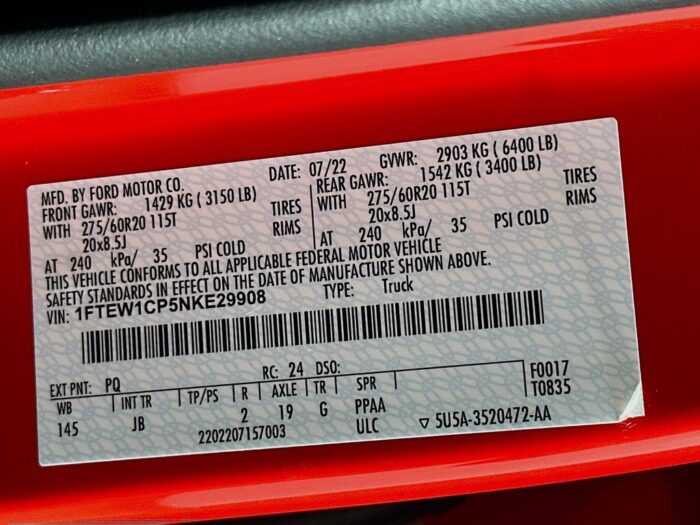 MFD. BY FORD MOTOR CO. DATE: 07/22 GVWR: 2903 KG ( 6400 LB)
FRONT GAWR: 1429 KG ( 3150 LB) REAR GAWR: 1542 KG ( 3400 LB)
WITH 275/60R20 115T TIRES WITH 275/60R20 115T TIRES
20x8.5J RIMS 20x8.5J RIMS
AT 240 kPa/ 35 PSI COLD AT 240 kPa/ 35 PSI COLD
THIS VEHICLE CONFORMS TO ALL APPLICABLE FEDERAL MOTOR VEHICLE
SAFETY STANDARDS IN EFFECT ON THE DATE OF MANUFACTURE SHOWN ABOVE.
VIN: 1FTEW1CP5NKE29908 TYPE: Truck
EXT PNT: PQ RC: 24 DSO: F0017
WB INT TR TP/PS R AXLE TR SPR T0835
145 JB 2 19 G PPAA
2202207157003 ULC ▽ 5U5A-3520472-AA